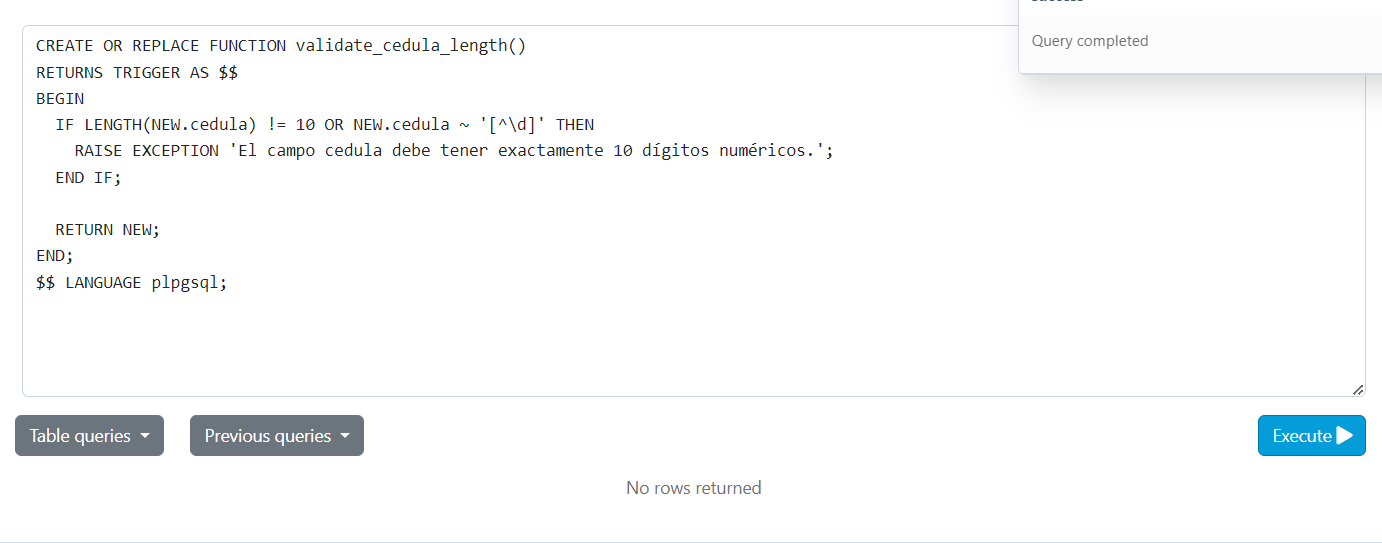 Query completed
CREATE OR REPLACE FUNCTION validate_cedula_length()
RETURNS TRIGGER AS $$
BEGIN
  IF LENGTH(NEW.cedula) != 10 OR NEW.cedula ~ '[^\d]' THEN
    RAISE EXCEPTION 'El campo cedula debe tener exactamente 10 dígitos numéricos.';
  END IF;

  RETURN NEW;
END;
$$ LANGUAGE plpgsql;
Table queries
Previous queries
Execute
No rows returned